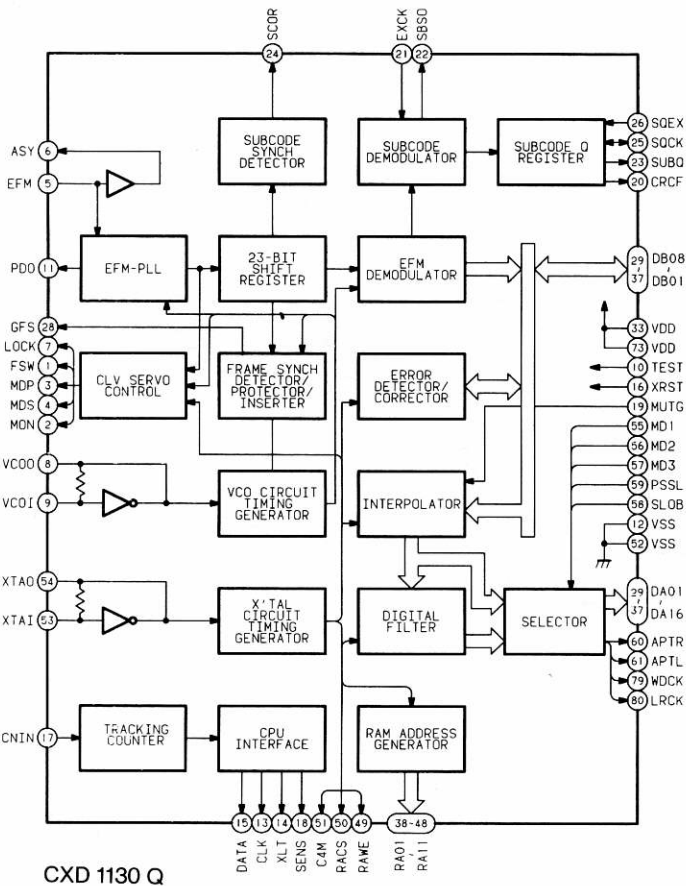 SCOR
EXCK
SBSO
24
21
22
ASY
6
EFM
5
SUBCODE
SYNCH
DETECTOR
SUBCODE
DEMODULATOR
SUBCODE Q
REGISTER
26
SQEX
25
SQCK
23
SUBQ
20
CRCF
PDO
11
EFM-PLL
23-BIT
SHIFT
REGISTER
EFM
DEMODULATOR
29
37
DB08
DB01
GFS
28
LOCK
7
FSW
1
MDP
3
MDS
4
MON
2
CLV SERVO
CONTROL
FRAME SYNCH
DETECTOR/
PROTECTOR/
INSERTER
ERROR
DETECTOR/
CORRECTOR
33
VDD
73
VDD
10
TEST
16
XRST
19
MUTG
55
MD1
56
MD2
57
MD3
59
PSSL
58
SLOB
12
VSS
52
VSS
VCOO
8
VCOI
9
VCO CIRCUIT
TIMING
GENERATOR
INTERPOLATOR
XTAO
54
XTAI
53
X'TAL
CIRCUIT
TIMING
GENERATOR
DIGITAL
FILTER
SELECTOR
29
37
DA01
DA16
60
APTR
61
APTL
79
WDCK
80
LRCK
CNIN
17
TRACKING
COUNTER
CPU
INTERFACE
RAM ADDRESS
GENERATOR
15
13
14
18
51
50
49
38-48
DATA
CLK
XLT
SENS
C4M
RACS
RAWE
RA01
RA11
CXD 1130 Q